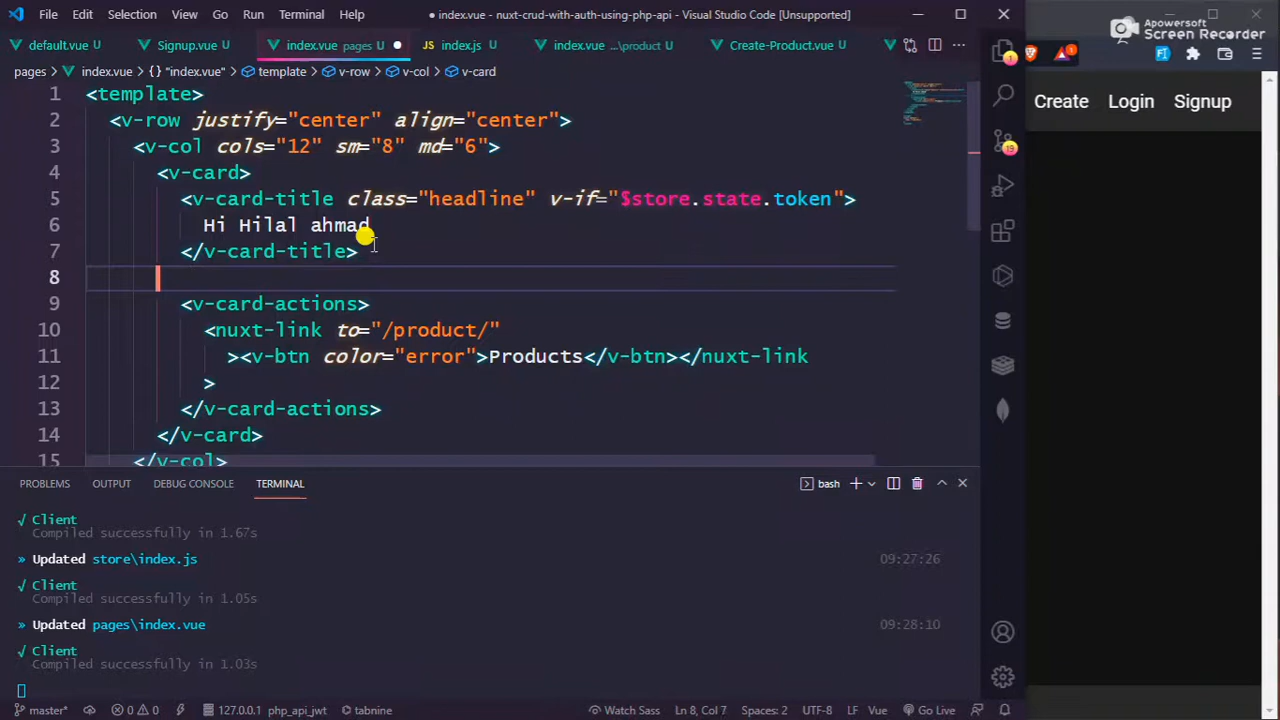 File Edit Selection View Go Run Terminal Help
● index.vue - nuxt-crud-with-auth-using-php-api - Visual Studio Code [Unsupported]
Apowersoft
Screen Recorder
default.vue U
Signup.vue U
index.vue pages U
JS index.js U
index.vue ...\product U
Create-Product.vue U
pages > index.vue > {} "index.vue" > template > v-row > v-col > v-card
Create Login Signup
1 <template>
2 <v-row justify="center" align="center">
3 <v-col cols="12" sm="8" md="6">
4 <v-card>
5 <v-card-title class="headline" v-if="$store.state.token">
6 Hi Hilal ahmad
7 </v-card-title>
8
9 <v-card-actions>
10 <nuxt-link to="/product/"
11 ><v-btn color="error">Products</v-btn></nuxt-link
12 >
13 </v-card-actions>
14 </v-card>
15 </v-col>
PROBLEMS OUTPUT DEBUG CONSOLE TERMINAL
bash
√ Client
Compiled successfully in 1.67s
» Updated store\index.js 09:27:26
√ Client
Compiled successfully in 1.05s
» Updated pages\index.vue 09:28:10
√ Client
Compiled successfully in 1.03s
1
19
1
master* 0 0 127.0.0.1 php_api_jwt tabnine Watch Sass Ln 8, Col 7 Spaces: 2 UTF-8 LF Vue Go Live